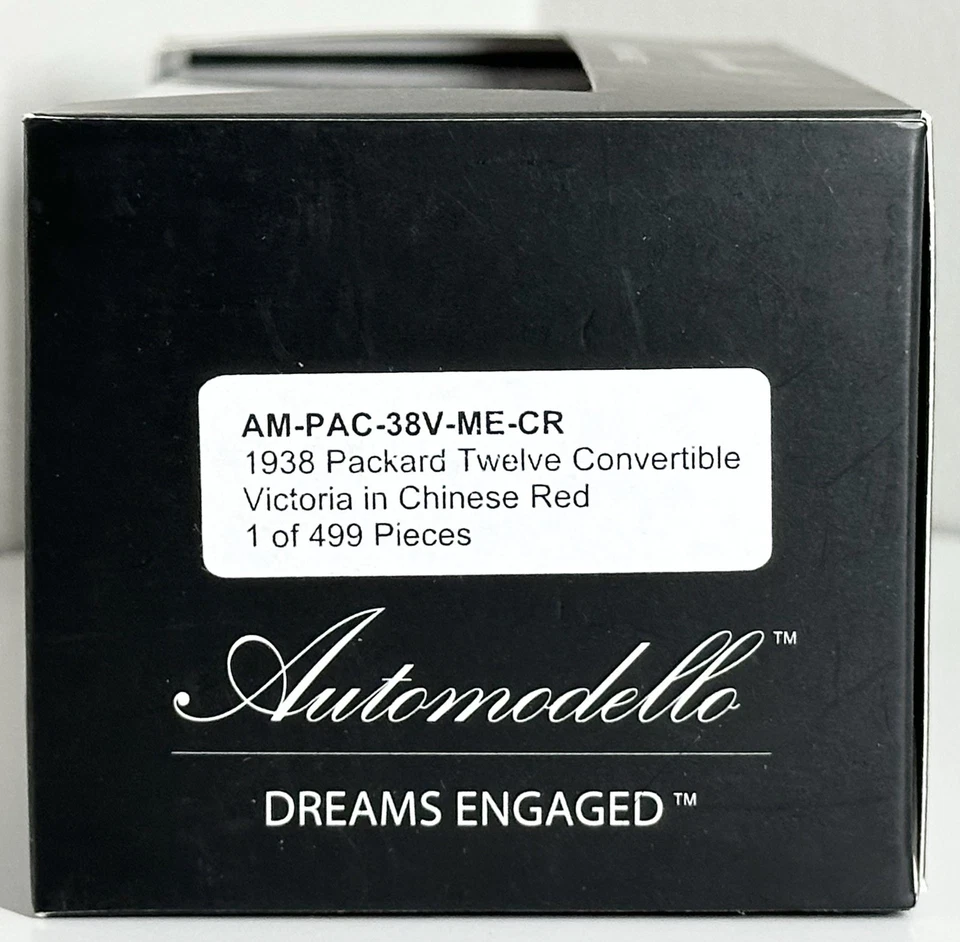 AM-PAC-38V-ME-CR
1938 Packard Twelve Convertible
Victoria in Chinese Red
1 of 499 Pieces
Automodello™
DREAMS ENGAGED™